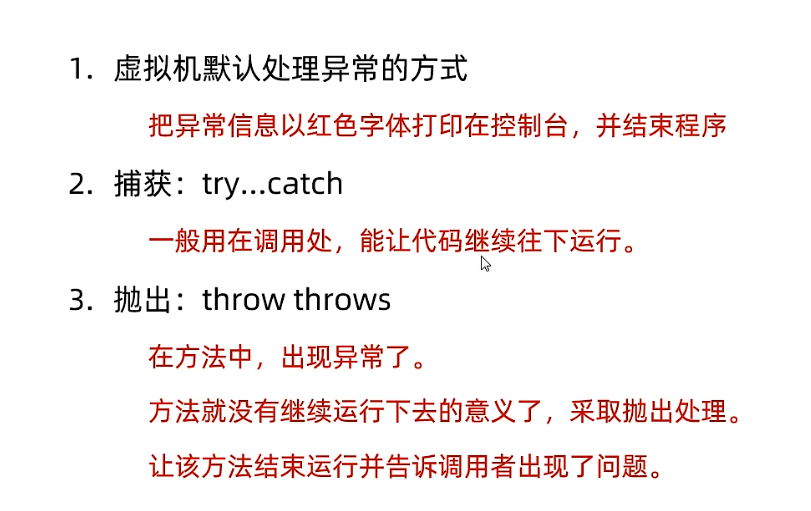 1. 虚拟机默认处理异常的方式
把异常信息以红色字体打印在控制台，并结束程序
2. 捕获：try...catch
一般用在调用处，能让代码继续往下运行。
3. 抛出：throw throws
在方法中，出现异常了。
方法就没有继续运行下去的意义了，采取抛出处理。
让该方法结束运行并告诉调用者出现了问题。